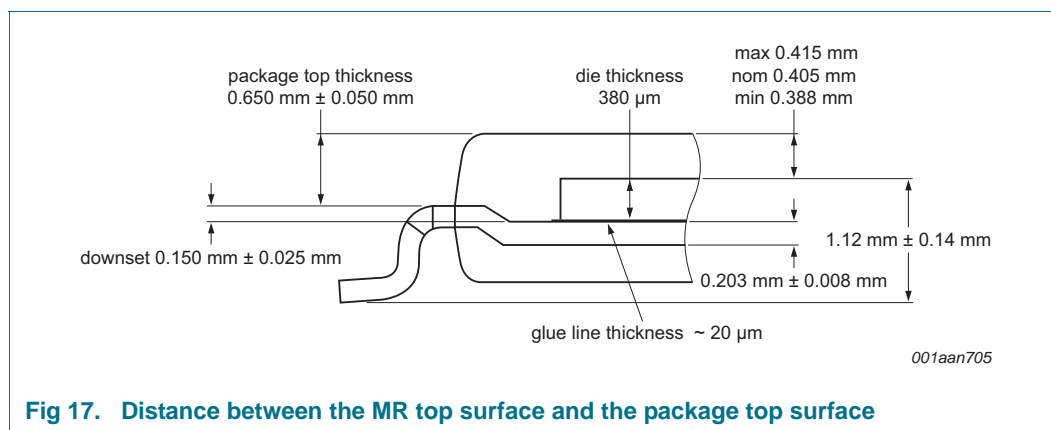 max 0.415 mm
nom 0.405 mm
min 0.388 mm
package top thickness
0.650 mm ± 0.050 mm
die thickness
380 μm
downset 0.150 mm ± 0.025 mm
1.12 mm ± 0.14 mm
0.203 mm ± 0.008 mm
glue line thickness ~ 20 μm
001aan705
Fig 17. Distance between the MR top surface and the package top surface